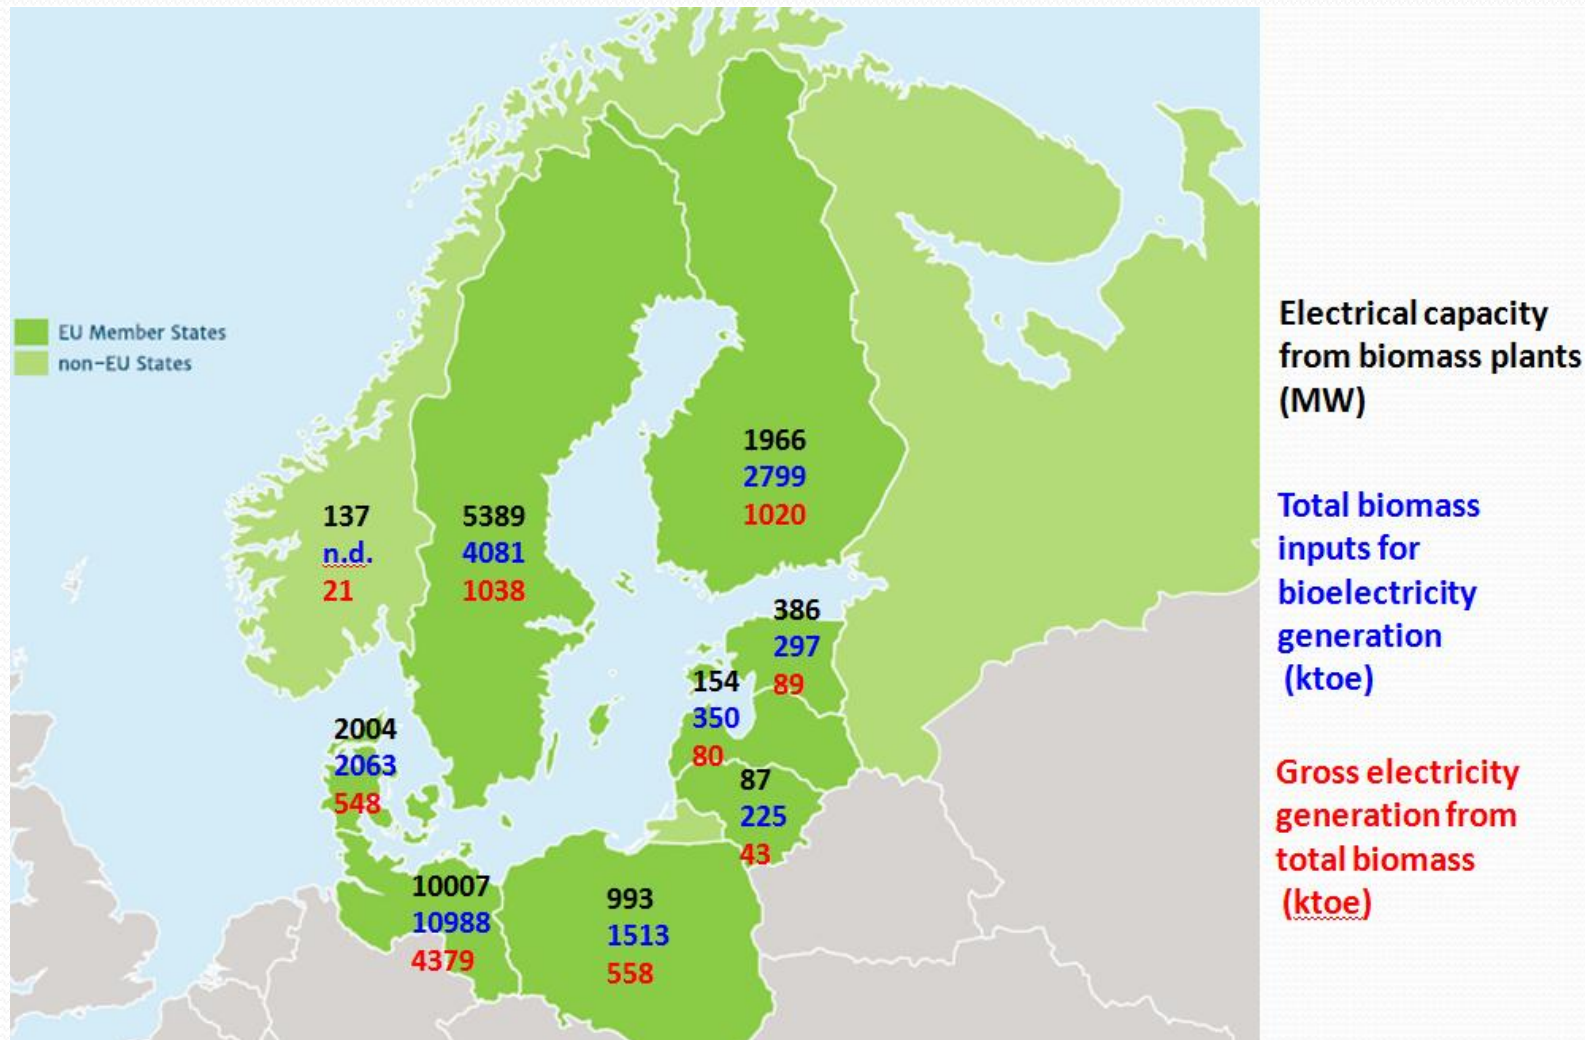 EU Member States
non-EU States
1966
2799
1020
137
n.d.
21
5389
4081
1038
386
297
89
154
350
80
2004
2063
548
87
225
43
10007
10988
4379
993
1513
558
Electrical capacity
from biomass plants
(MW)
Total biomass
inputs for
bioelectricity
generation
(ktoe)
Gross electricity
generation from
total biomass
(ktoe)